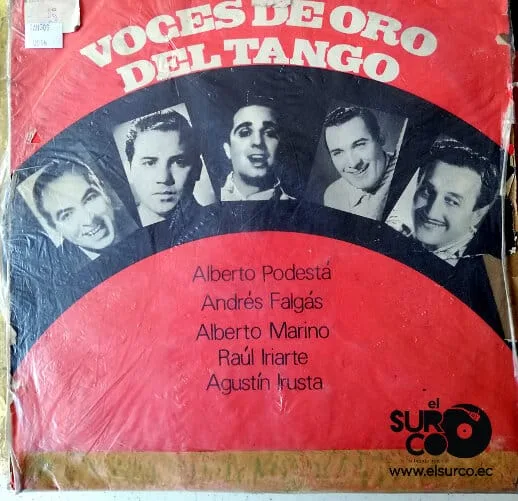 VOCES DE ORO
DEL TANGO
Alberto Podestá
Andrés Falgás
Alberto Marino
Raúl Iriarte
Agustín Irusta
el
SURCO
www.elsurco.ec